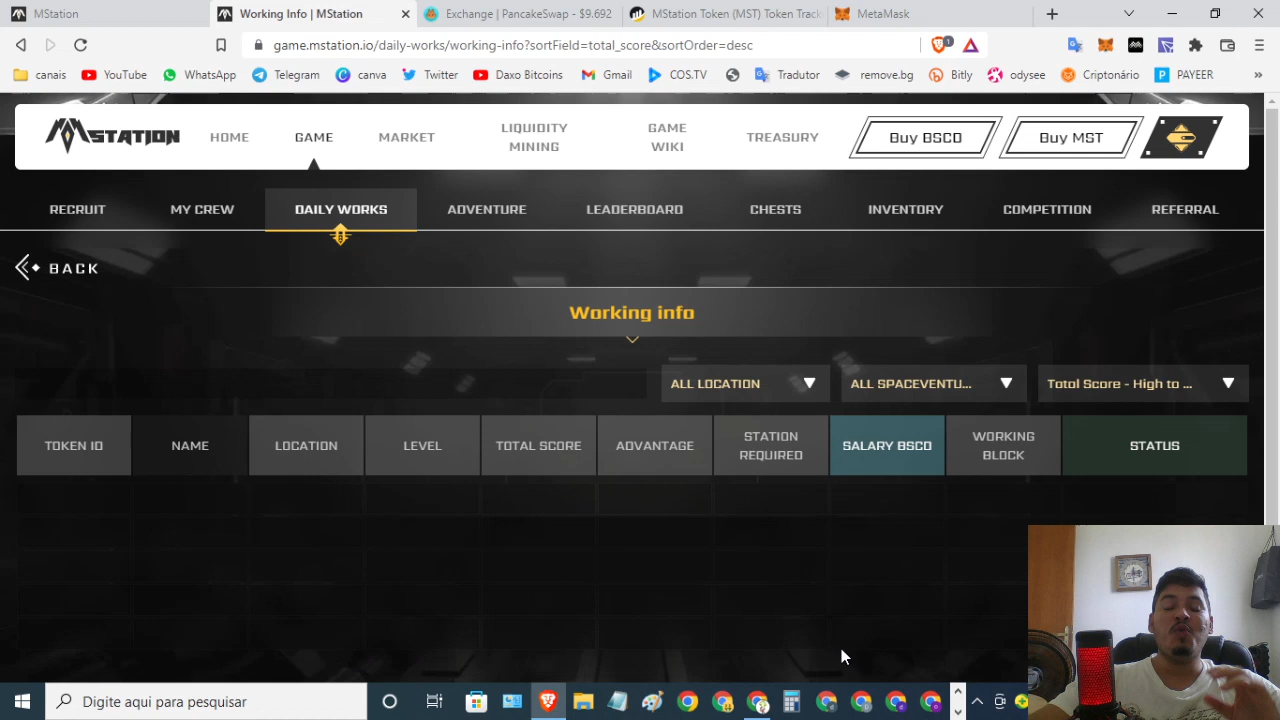 MStation
Working Info | MStation
Exchange | PancakeSwap - $9.692
MStation Token (MST) Token Track
MetaMask
game.mstation.io/daily-works/working-info?sortField=total_score&sortOrder=desc
1
canais
YouTube
WhatsApp
Telegram
canva
Twitter
Daxo Bitcoins
Gmail
COS.TV
Tradutor
remove.bg
Bitly
odysee
Criptonário
PAYEER
MSTATION
HOME
GAME
MARKET
LIQUIDITY
MINING
GAME
WIKI
TREASURY
Buy BSCD
Buy MST
RECRUIT
MY CREW
DAILY WORKS
ADVENTURE
LEADERBOARD
CHESTS
INVENTORY
COMPETITION
REFERRAL
BACK
Working info
ALL LOCATION
ALL SPACEVENTU...
Total Score - High to ...
TOKEN ID
NAME
LOCATION
LEVEL
TOTAL SCORE
ADVANTAGE
STATION
REQUIRED
SALARY BSCD
WORKING
BLOCK
STATUS
Digite aqui para pesquisar